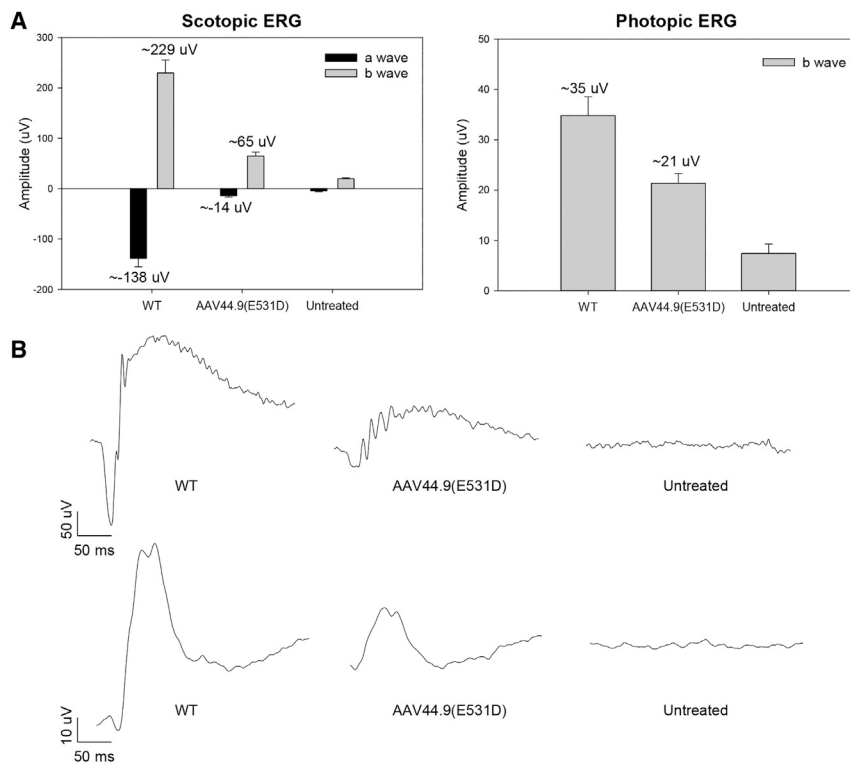 A
Scotopic ERG
Amplitude (uV)
300
200
100
0
-100
-200
~229 uV
~-138 uV
~65 uV
~-14 uV
a wave
b wave
WT
AAV44.9(E531D)
Untreated
Photopic ERG
Amplitude (uV)
50
40
30
20
10
0
~35 uV
~21 uV
b wave
WT
AAV44.9(E531D)
Untreated
B
WT
AAV44.9(E531D)
Untreated
50 uV
50 ms
WT
AAV44.9(E531D)
Untreated
10 uV
50 ms